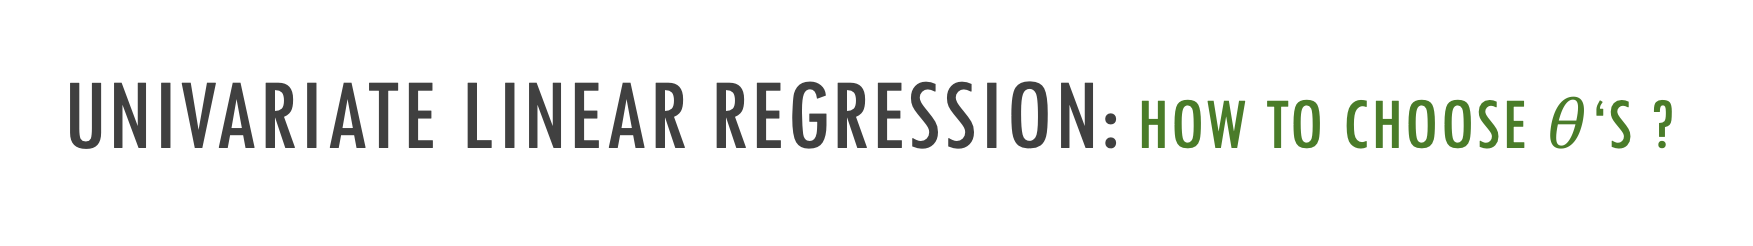 UNIVARIATE LINEAR REGRESSION: HOW TO CHOOSE 𝜃‘S ?